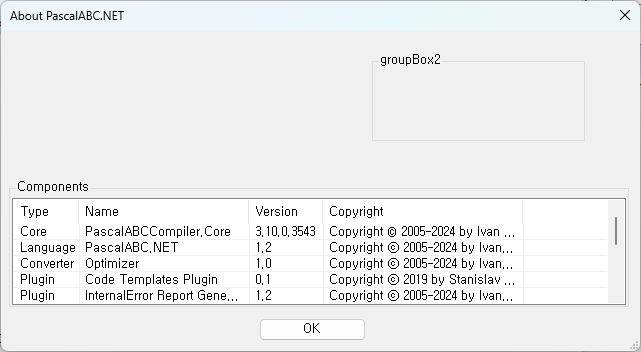 About PascalABC.NET
groupBox2
Components
Type Name Version Copyright
Core PascalABCCompiler.Core 3.10.0.3543 Copyright © 2005-2024 by Ivan ...
Language PascalABC.NET 1.2 Copyright © 2005-2024 by Ivan...
Converter Optimizer 1.0 Copyright © 2005-2024 by Ivan...
Plugin Code Templates Plugin 0.1 Copyright © 2019 by Stanislav ...
Plugin InternalError Report Gene... 1.2 Copyright © 2005-2024 by Ivan...
OK